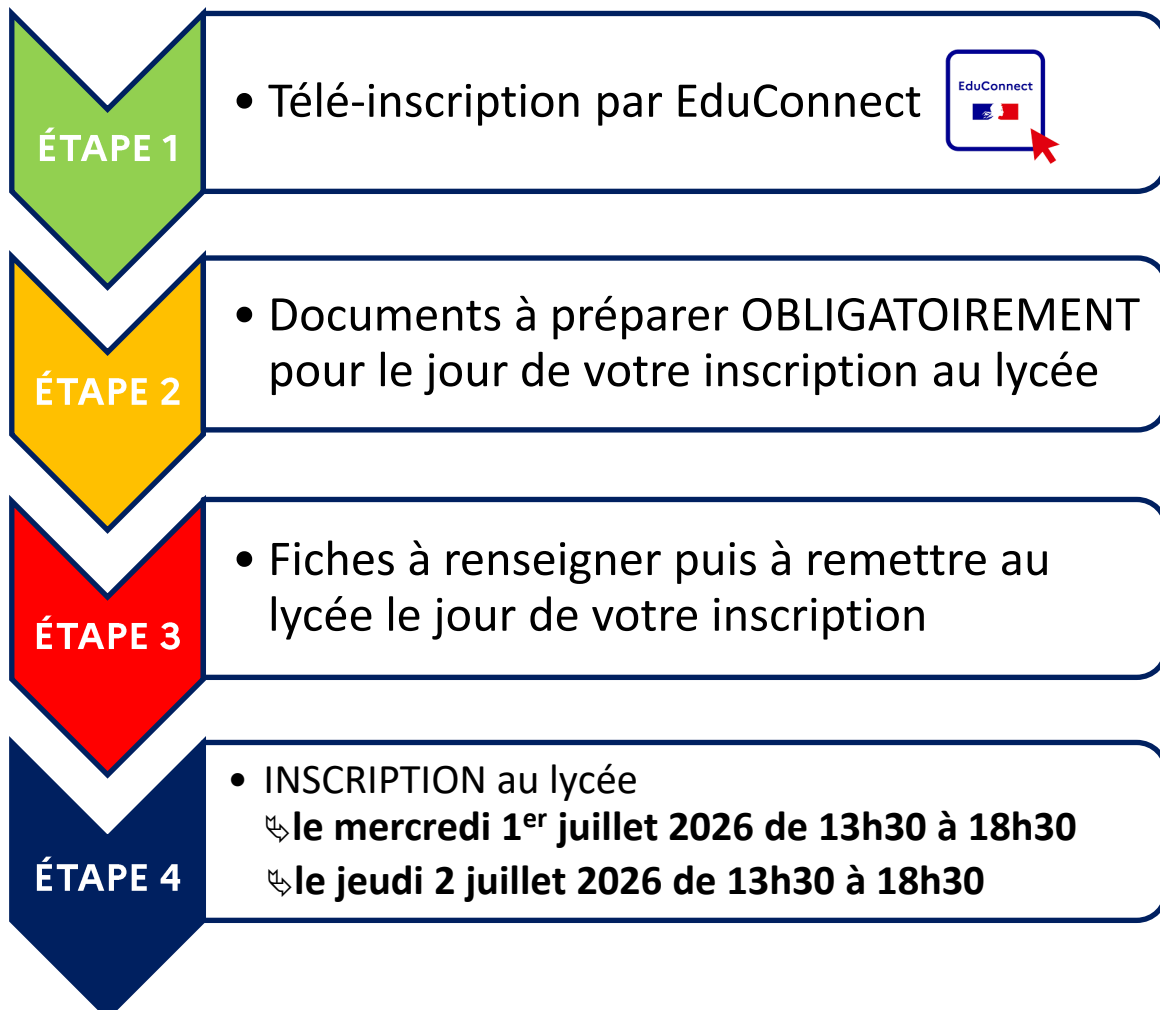 ÉTAPE 1
• Télé-inscription par EduConnect
EduConnect
ÉTAPE 2
• Documents à préparer OBLIGATOIREMENT
pour le jour de votre inscription au lycée
ÉTAPE 3
• Fiches à renseigner puis à remettre au
lycée le jour de votre inscription
ÉTAPE 4
• INSCRIPTION au lycée
⮱le mercredi 1er juillet 2026 de 13h30 à 18h30
⮱le jeudi 2 juillet 2026 de 13h30 à 18h30